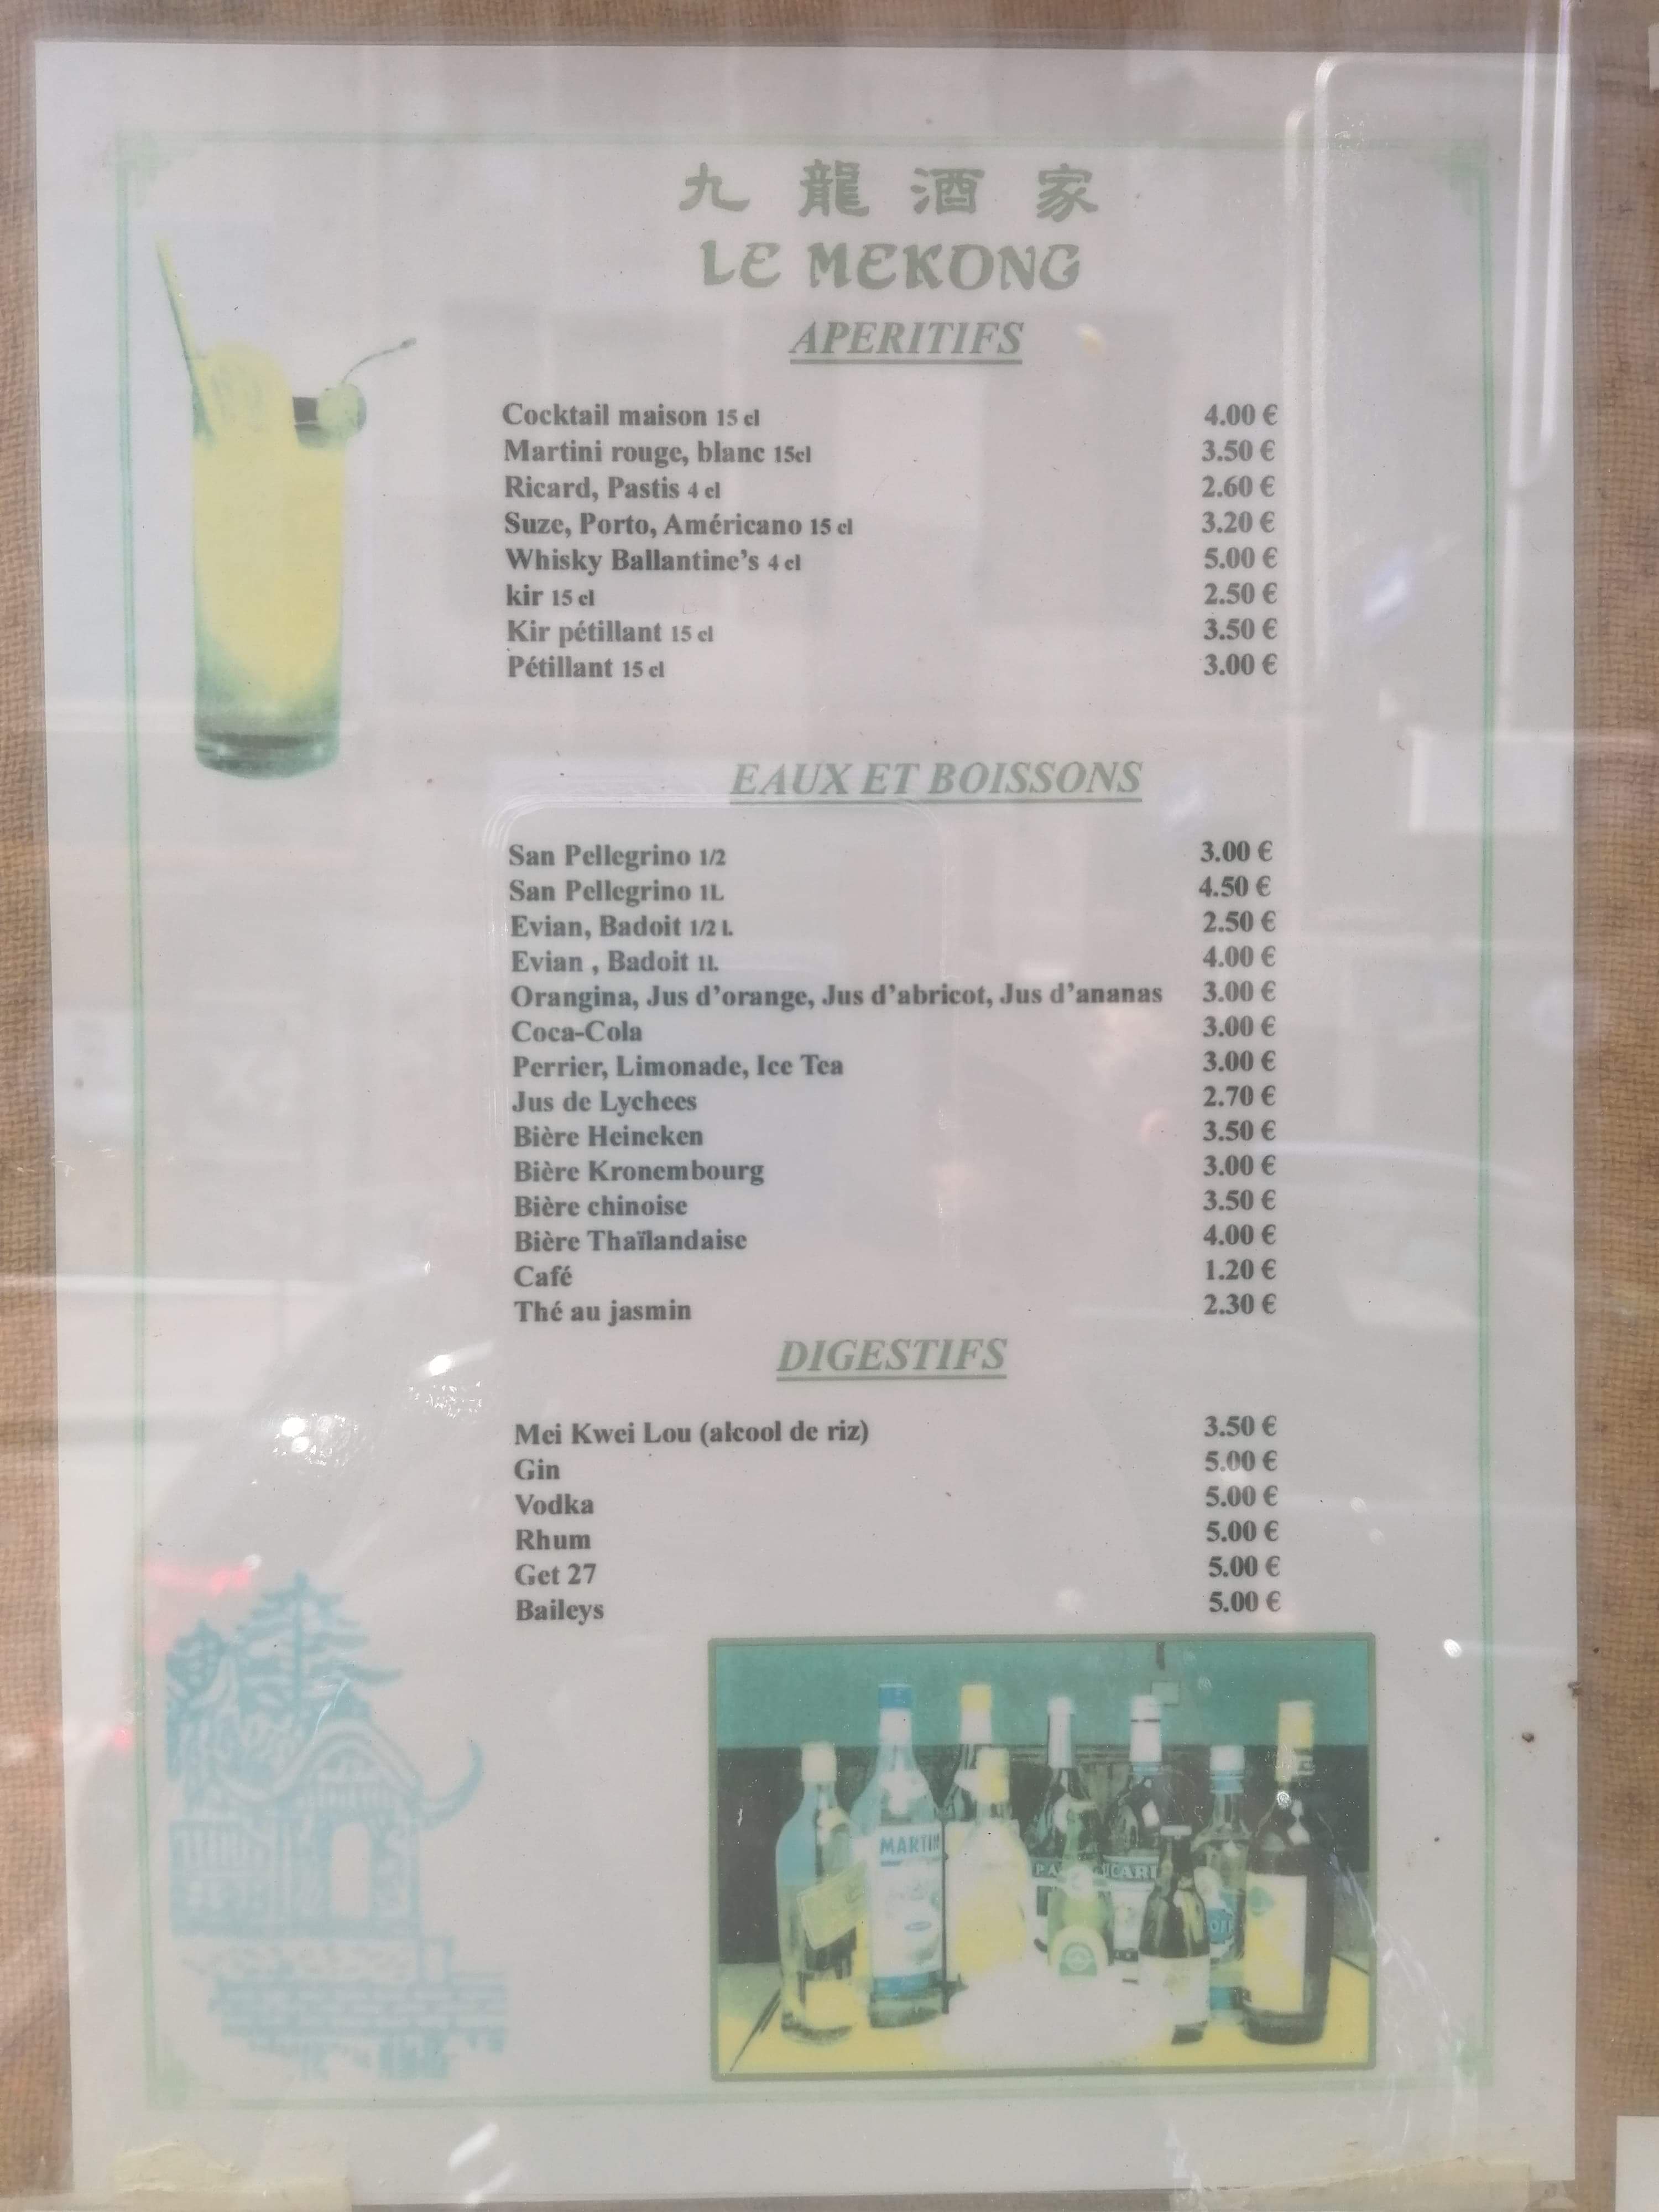 九龍酒家
LE MEKONG
APERITIFS
Cocktail maison 15 cl 4.00 €
Martini rouge, blanc 15cl 3.50 €
Ricard, Pastis 4 cl 2.60 €
Suze, Porto, Américano 15 cl 3.20 €
Whisky Ballantine’s 4 cl 5.00 €
kir 15 cl 2.50 €
Kir pétillant 15 cl 3.50 €
Pétillant 15 cl 3.00 €
EAUX ET BOISSONS
San Pellegrino 1/2 3.00 €
San Pellegrino 1L 4.50 €
Evian, Badoit 1/2 L 2.50 €
Evian , Badoit 1L 4.00 €
Orangina, Jus d’orange, Jus d’abricot, Jus d’ananas 3.00 €
Coca-Cola 3.00 €
Perrier, Limonade, Ice Tea 3.00 €
Jus de Lychees 2.70 €
Bière Heineken 3.50 €
Bière Kronembourg 3.00 €
Bière chinoise 3.50 €
Bière Thaïlandaise 4.00 €
Café 1.20 €
Thé au jasmin 2.30 €
DIGESTIFS
Mei Kwei Lou (alcool de riz) 3.50 €
Gin 5.00 €
Vodka 5.00 €
Rhum 5.00 €
Get 27 5.00 €
Baileys 5.00 €
MARTIN